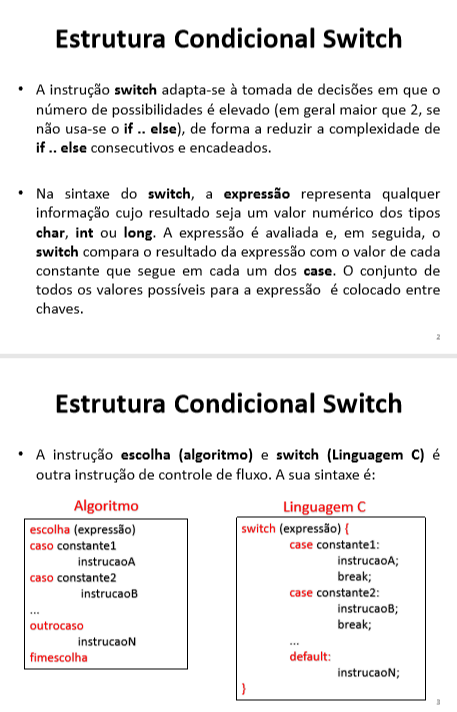 Estrutura Condicional Switch
• A instrução switch adapta-se à tomada de decisões em que o
número de possibilidades é elevado (em geral maior que 2, se
não usa-se o if .. else), de forma a reduzir a complexidade de
if .. else consecutivos e encadeados.
• Na sintaxe do switch, a expressão representa qualquer
informação cujo resultado seja um valor numérico dos tipos
char, int ou long. A expressão é avaliada e, em seguida, o
switch compara o resultado da expressão com o valor de cada
constante que segue em cada um dos case. O conjunto de
todos os valores possíveis para a expressão é colocado entre
chaves.
2
Estrutura Condicional Switch
• A instrução escolha (algoritmo) e switch (Linguagem C) é
outra instrução de controle de fluxo. A sua sintaxe é:
Algoritmo
escolha (expressão)
caso constante1
instrucaoA
caso constante2
instrucaoB
...
outrocaso
instrucaoN
fimescolha
Linguagem C
switch (expressão) {
case constante1:
instrucaoA;
break;
case constante2:
instrucaoB;
break;
...
default:
instrucaoN;
}
3